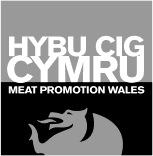 HYBU CIG
CYMRU
MEAT PROMOTION WALES